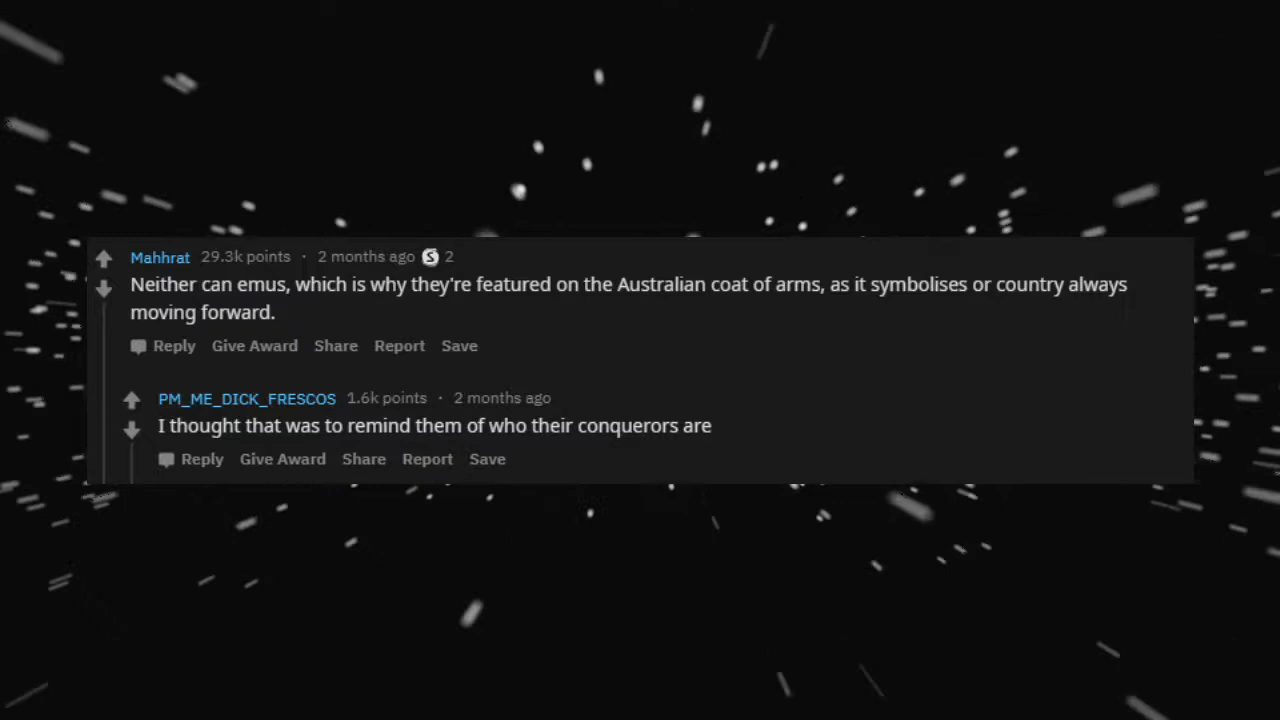 Mahhrat 29.3k points · 2 months ago S 2
Neither can emus, which is why they're featured on the Australian coat of arms, as it symbolises or country always
moving forward.
Reply Give Award Share Report Save
PM_ME_DICK_FRESCOS 1.6k points · 2 months ago
I thought that was to remind them of who their conquerors are
Reply Give Award Share Report Save